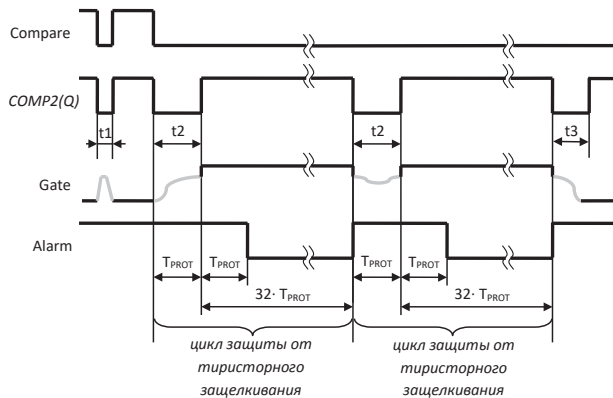 Compare
COMP2(Q)
t1 t2 t2 t3
Gate
Alarm
TPROT TPROT TPROT TPROT
32· TPROT 32· TPROT
цикл защиты от
тиристорного
защелкивания
цикл защиты от
тиристорного
защелкивания